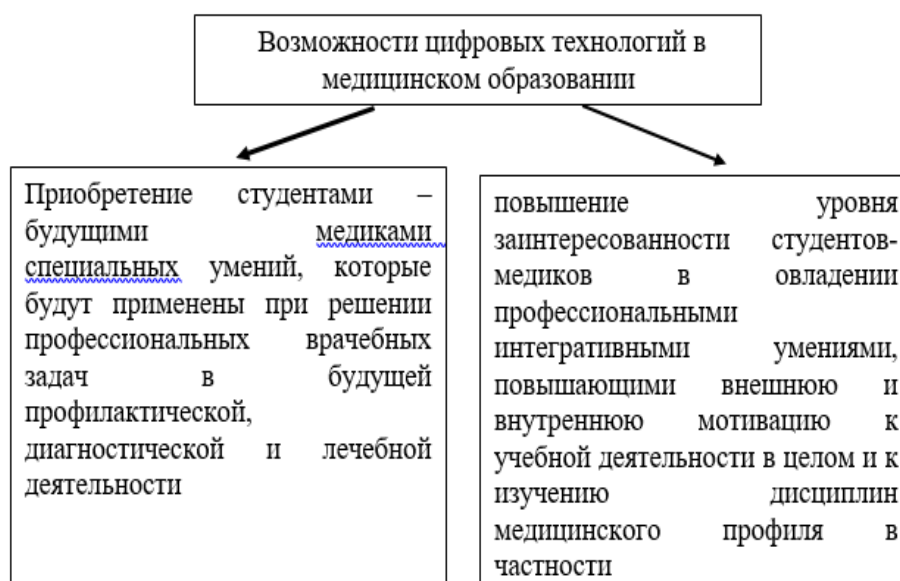 Возможности цифровых технологий в
медицинском образовании
Приобретение студентами –
будущими медиками
специальных умений, которые
будут применены при решении
профессиональных врачебных
задач в будущей
профилактической,
диагностической и лечебной
деятельности
повышение уровня
заинтересованности студентов-
медиков в овладении
профессиональными
интегративными умениями,
повышающими внешнюю и
внутреннюю мотивацию к
учебной деятельности в целом и к
изучению дисциплин
медицинского профиля в
частности